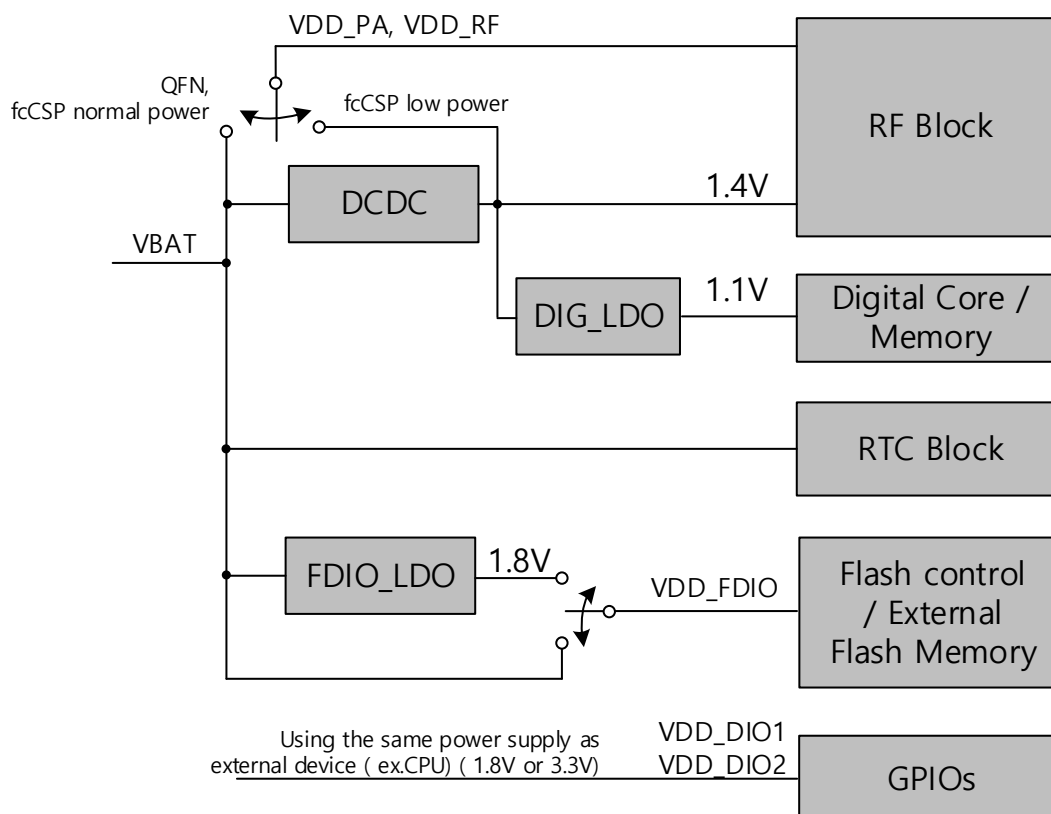 VDD_PA, VDD_RF
QFN,
fcCSP normal power
fcCSP low power
RF Block
DCDC
1.4V
VBAT
DIG_LDO
1.1V
Digital Core /
Memory
RTC Block
FDIO_LDO
1.8V
VDD_FDIO
Flash control
/ External
Flash Memory
Using the same power supply as
external device ( ex.CPU) ( 1.8V or 3.3V)
VDD_DIO1
VDD_DIO2
GPIOs